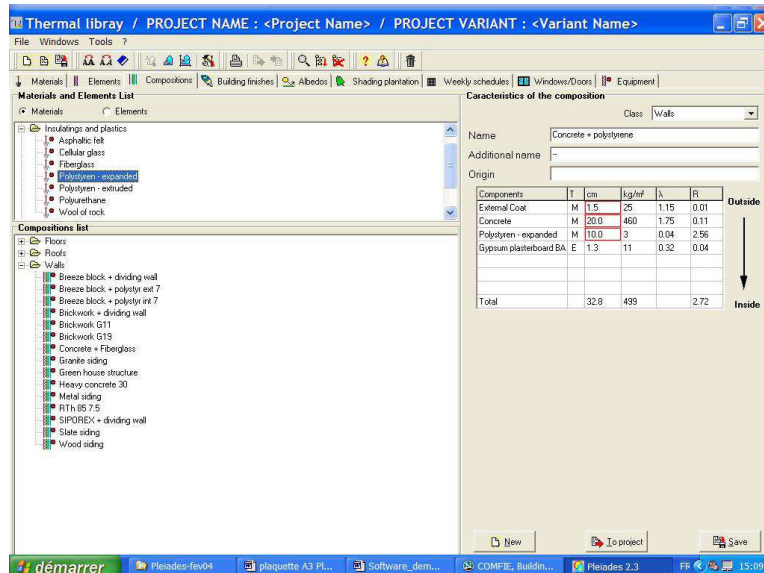 Thermal libray / PROJECT NAME : <Project Name> / PROJECT VARIANT : <Variant Name>
File Windows Tools ?
Materials Elements Compositions Building finishes Albedos Shading plantation Weekly schedules Windows/Doors Equipment
Materials and Elements List
Materials Elements
Insulatings and plastics
Asphaltic felt
Cellular glass
Fiberglass
Polystyren - expanded
Polystyren - extruded
Polyurethane
Wool of rock
Compositions list
Floors
Roofs
Walls
Breeze block + dividing wall
Breeze block + polystyr ext 7
Breeze block + polystyr int 7
Brickwork + dividing wall
Brickwork G11
Brickwork G19
Concrete + Fiberglass
Granite siding
Green house structure
Heavy concrete 30
Metal siding
RTh 85 7.5
SIPOREX + dividing wall
Slate siding
Wood siding
Caracteristics of the composition
Class Walls
Name Concrete + polystyrene
Additional name --
Origin
Components T cm kg/m² λ R
External Coat M 1.5 25 1.15 0.01
Concrete M 20.0 460 1.75 0.11
Polystyren - expanded M 10.0 3 0.04 2.56
Gypsum plasterboard BA E 1.3 11 0.32 0.04
Total 32.8 499 2.72
Outside
Inside
New To project Save
démarrer Pleiades-fev04 plaquette A3 Pl... Software_dem... COMFIE, Buildin... Pleiades 2.3 FR 15:09